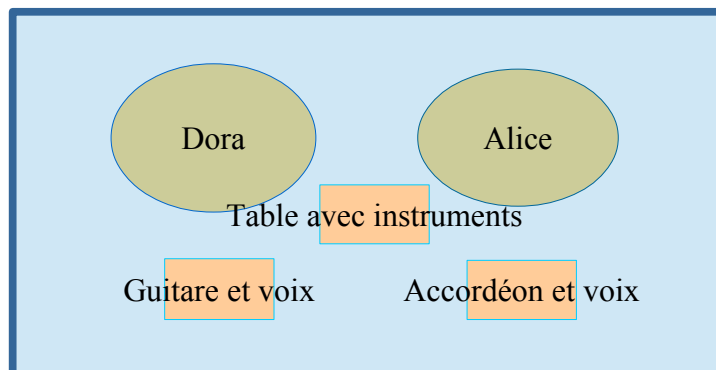 Dora
Alice
Table avec instruments
Guitare et voix
Accordéon et voix